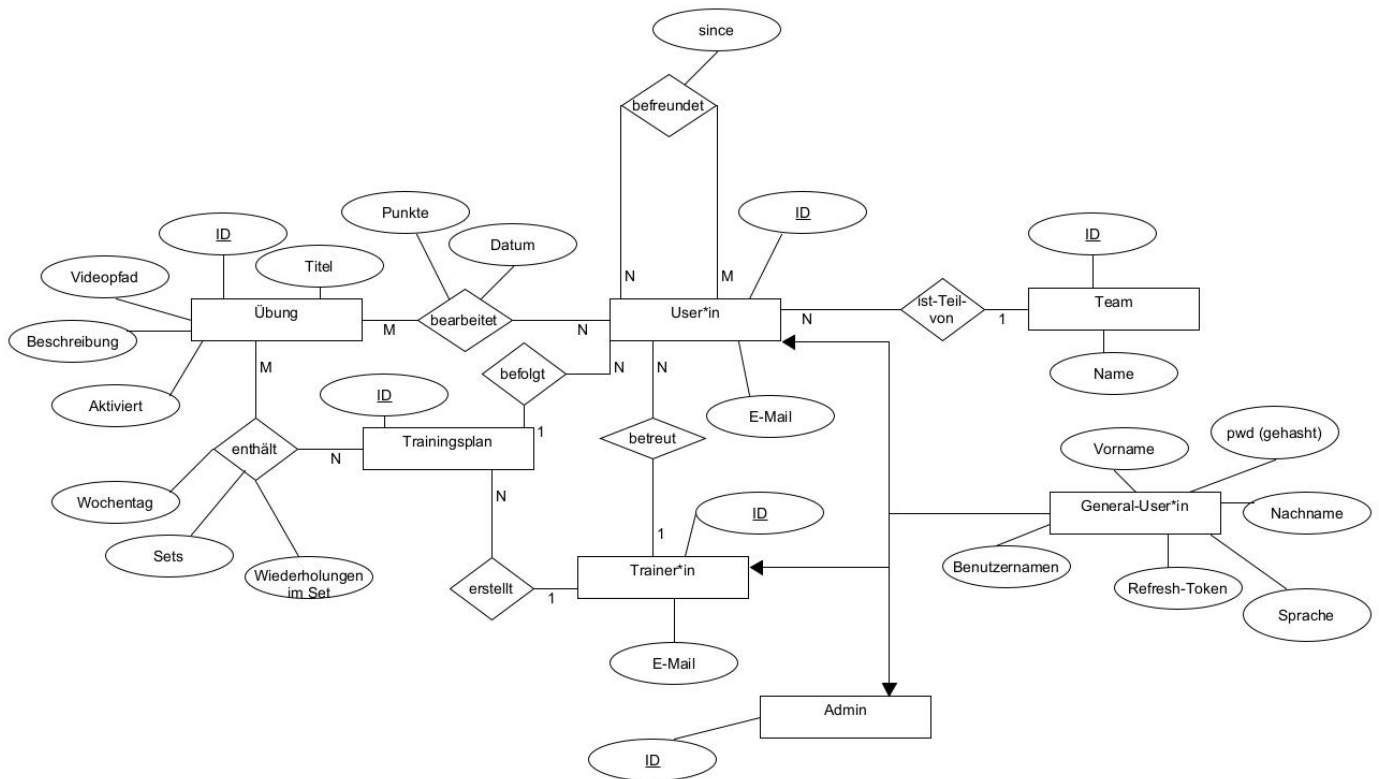 since
befreundet
Punkte
ID
ID
ID
Datum
Videopfad
Titel
N
M
Übung
User*in
Team
bearbeitet
ist-Teil-
von
M
N
N
1
Beschreibung
M
befolgt
N
N
Name
Aktiviert
ID
E-Mail
1
Trainingsplan
betreut
pwd (gehasht)
Vorname
enthält
N
Wochentag
N
General-User*in
ID
Nachname
Sets
1
Benutzernamen
Trainer*in
Wiederholungen
im Set
erstellt
1
Refresh-Token
Sprache
E-Mail
Admin
ID